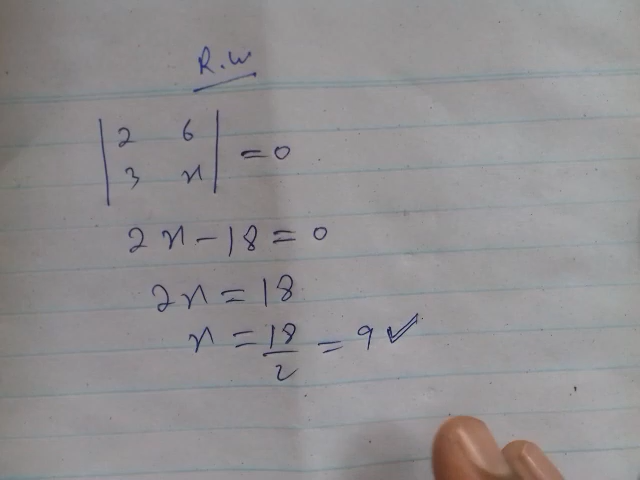 R.W
| 2 6 |
| 3 x | = 0
2x - 18 = 0
2x = 18
x = 18/2 = 9 ✓